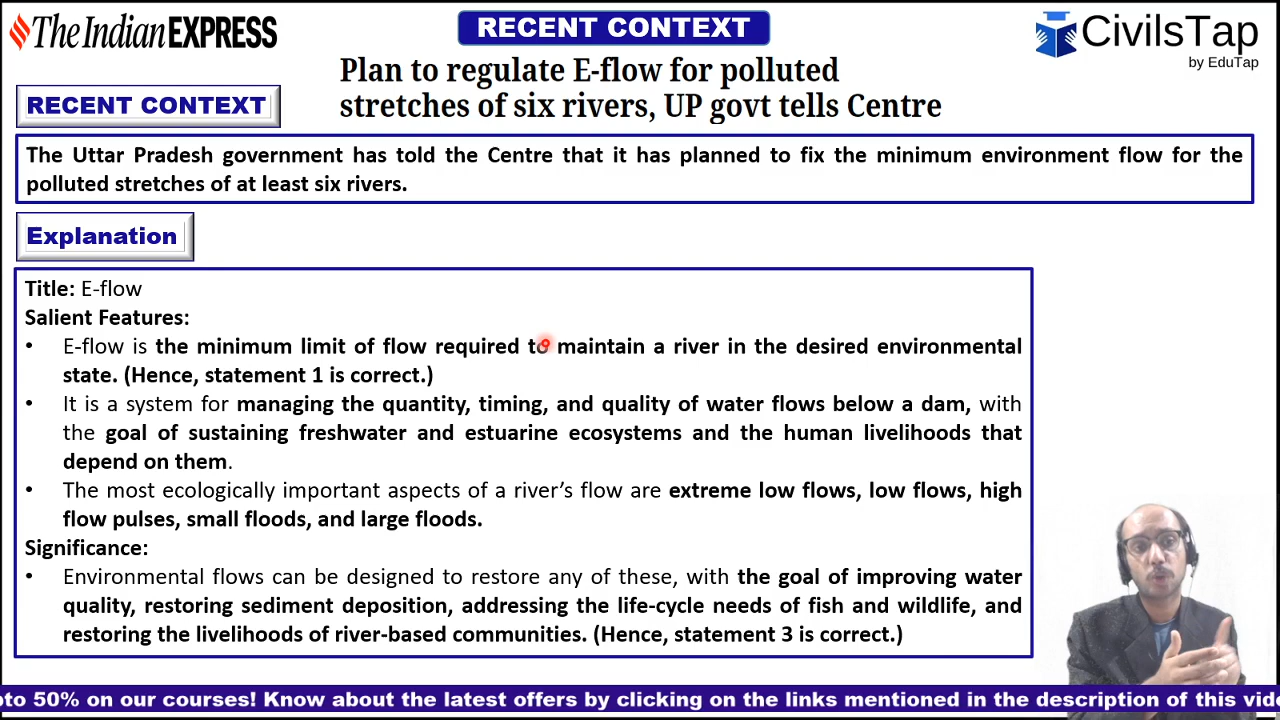 The Indian EXPRESS
RECENT CONTEXT
CivilsTap
by EduTap
Plan to regulate E-flow for polluted
stretches of six rivers, UP govt tells Centre
RECENT CONTEXT
The Uttar Pradesh government has told the Centre that it has planned to fix the minimum environment flow for the
polluted stretches of at least six rivers.
Explanation
Title: E-flow
Salient Features:
• E-flow is the minimum limit of flow required to maintain a river in the desired environmental
state. (Hence, statement 1 is correct.)
• It is a system for managing the quantity, timing, and quality of water flows below a dam, with
the goal of sustaining freshwater and estuarine ecosystems and the human livelihoods that
depend on them.
• The most ecologically important aspects of a river’s flow are extreme low flows, low flows, high
flow pulses, small floods, and large floods.
Significance:
• Environmental flows can be designed to restore any of these, with the goal of improving water
quality, restoring sediment deposition, addressing the life-cycle needs of fish and wildlife, and
restoring the livelihoods of river-based communities. (Hence, statement 3 is correct.)
pto 50% on our courses! Know about the latest offers by clicking on the links mentioned in the description of this vid